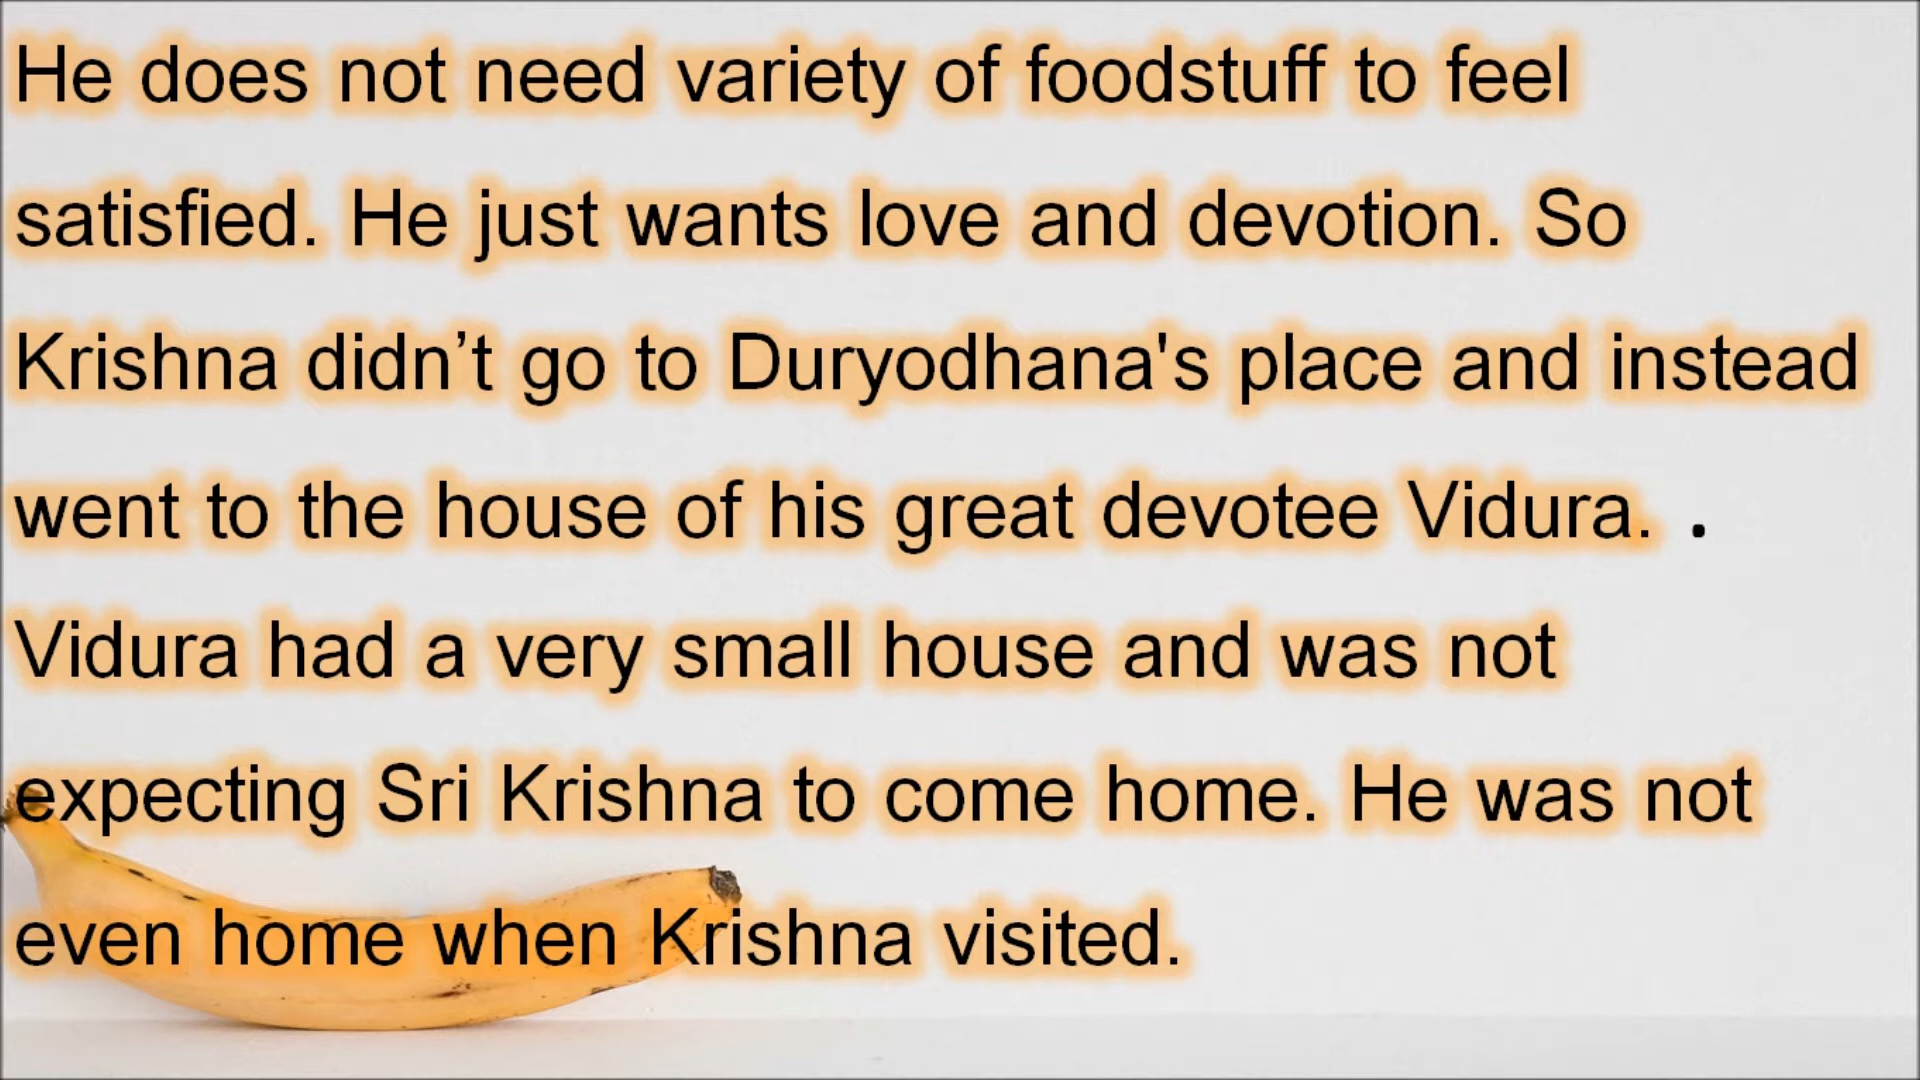 He does not need variety of foodstuff to feel
satisfied. He just wants love and devotion. So
Krishna didn’t go to Duryodhana's place and instead
went to the house of his great devotee Vidura. .
Vidura had a very small house and was not
expecting Sri Krishna to come home. He was not
even home when Krishna visited.